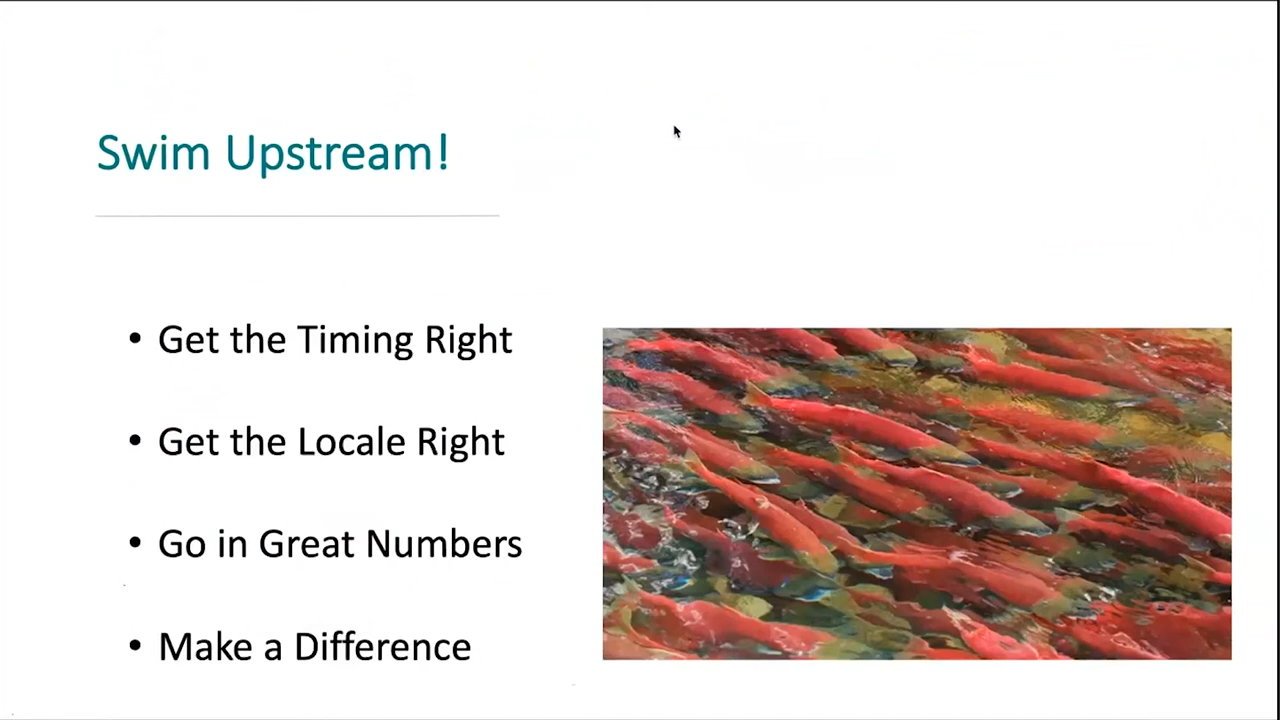 Swim Upstream!
• Get the Timing Right
• Get the Locale Right
• Go in Great Numbers
• Make a Difference